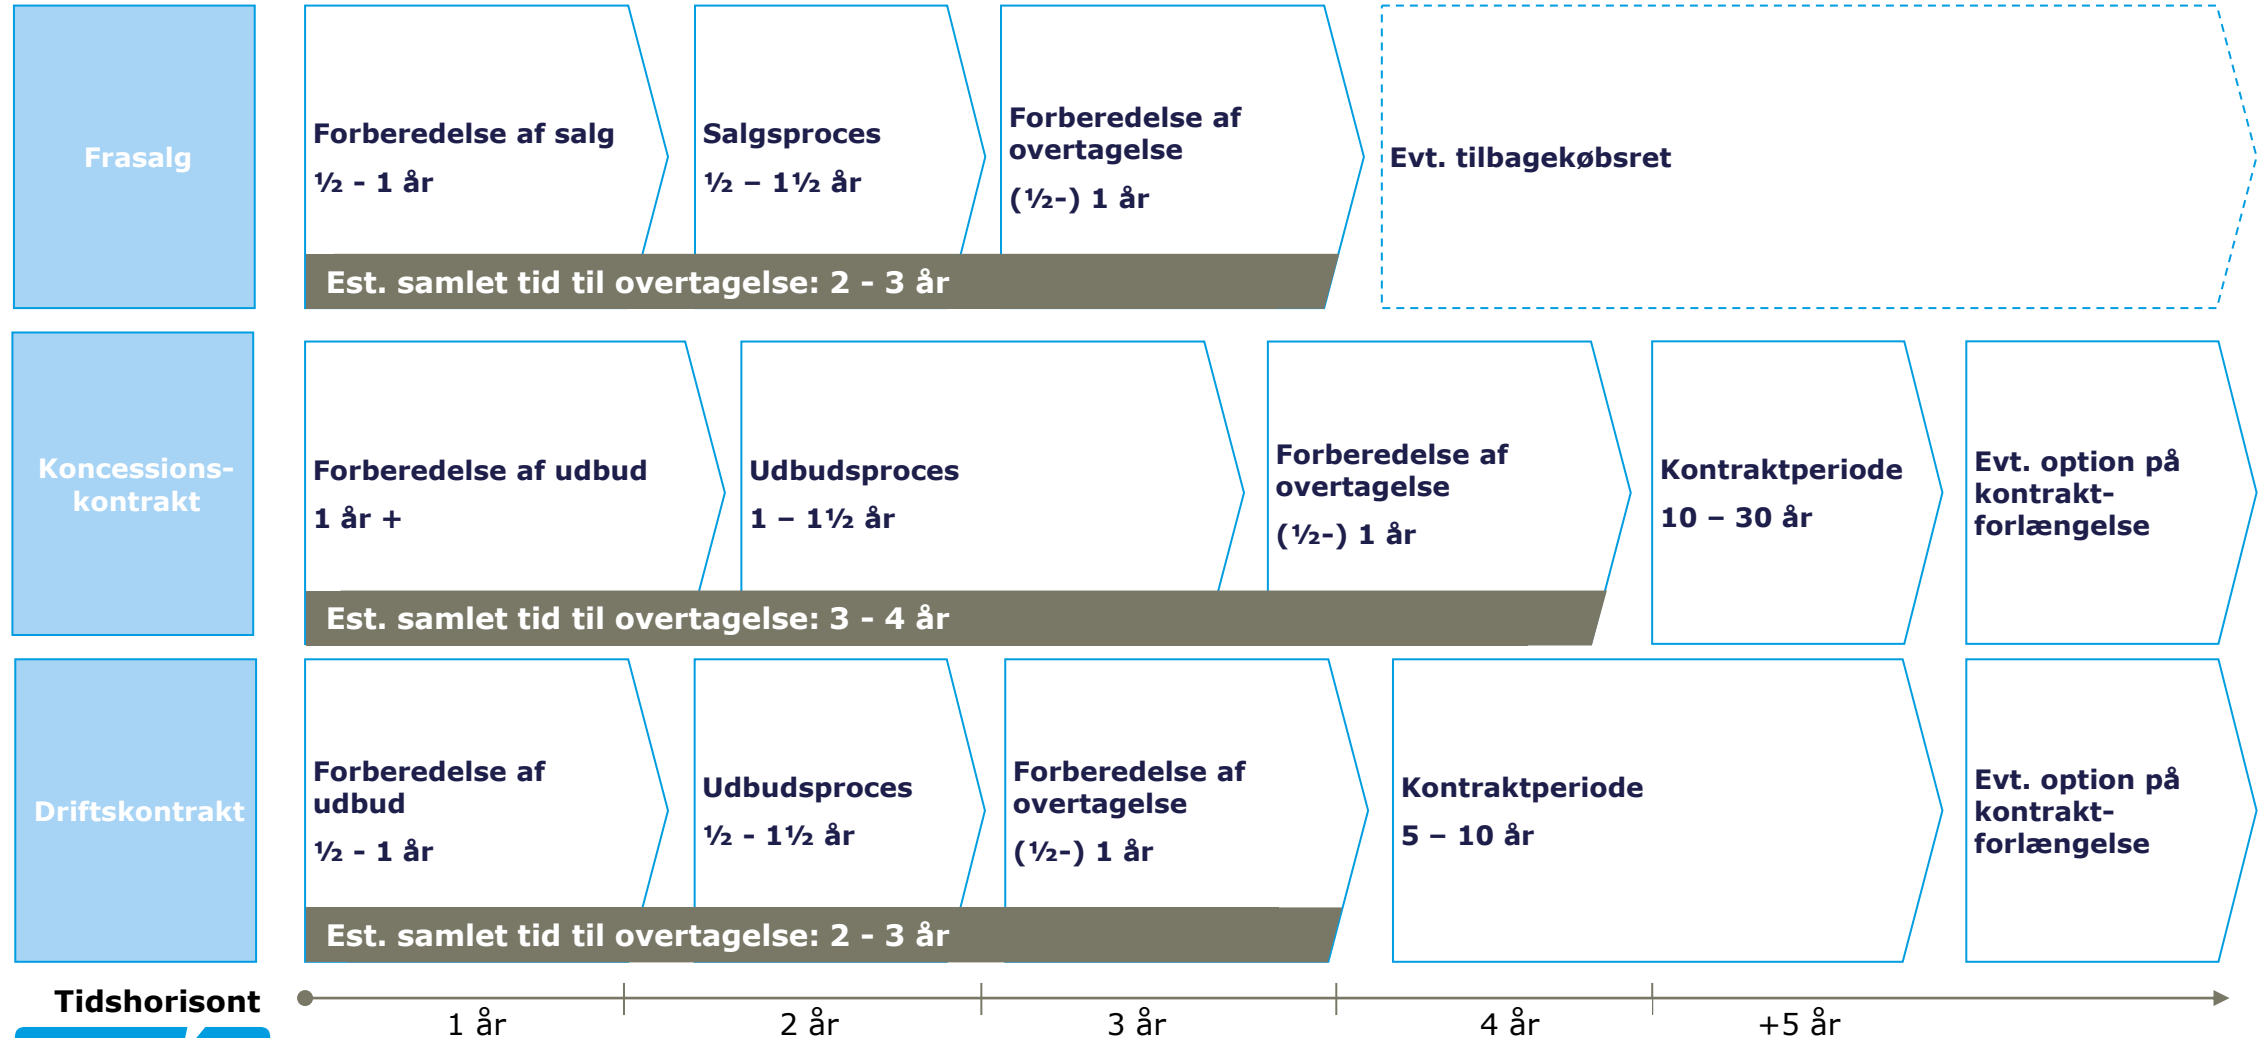 Frasalg
Forberedelse af salg
½ - 1 år
Salgsproces
½ – 1½ år
Forberedelse af
overtagelse
(½-) 1 år
Evt. tilbagekøbsret
Est. samlet tid til overtagelse: 2 - 3 år
Koncessions-
kontrakt
Forberedelse af udbud
1 år +
Udbudsproces
1 – 1½ år
Forberedelse af
overtagelse
(½-) 1 år
Kontraktperiode
10 – 30 år
Evt. option på
kontrakt-
forlængelse
Est. samlet tid til overtagelse: 3 - 4 år
Driftskontrakt
Forberedelse af
udbud
½ - 1 år
Udbudsproces
½ - 1½ år
Forberedelse af
overtagelse
(½-) 1 år
Kontraktperiode
5 – 10 år
Evt. option på
kontrakt-
forlængelse
Est. samlet tid til overtagelse: 2 - 3 år
Tidshorisont
1 år
2 år
3 år
4 år
+5 år